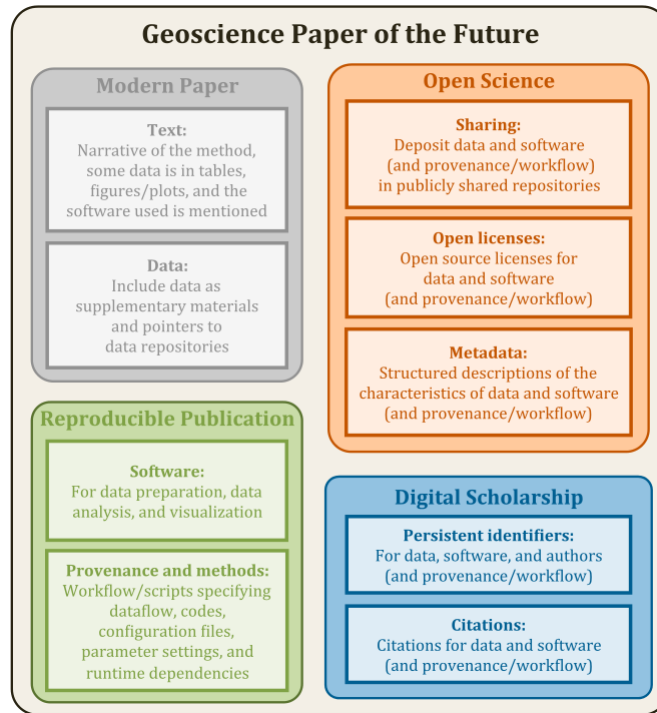 Geoscience Paper of the Future
Modern Paper
Text:
Narrative of the method,
some data is in tables,
figures/plots, and the
software used is mentioned
Data:
Include data as
supplementary materials
and pointers to
data repositories
Reproducible Publication
Software:
For data preparation, data
analysis, and visualization
Provenance and methods:
Workflow/scripts specifying
dataflow, codes,
configuration files,
parameter settings, and
runtime dependencies
Open Science
Sharing:
Deposit data and software
(and provenance/workflow)
in publicly shared repositories
Open licenses:
Open source licenses for
data and software
(and provenance/workflow)
Metadata:
Structured descriptions of the
characteristics of data and software
(and provenance/workflow)
Digital Scholarship
Persistent identifiers:
For data, software, and authors
(and provenance/workflow)
Citations:
Citations for data and software
(and provenance/workflow)